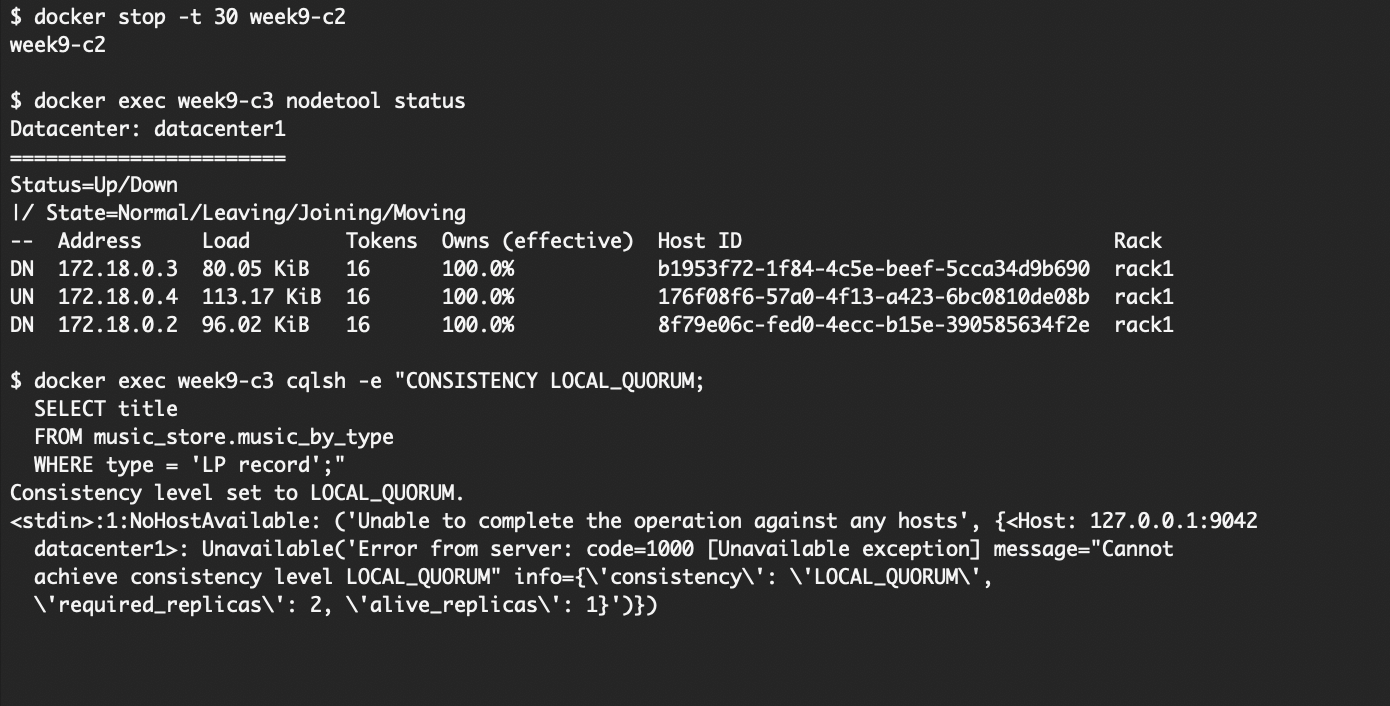 $ docker stop -t 30 week9-c2
week9-c2
$ docker exec week9-c3 nodetool status
Datacenter: datacenter1
=======================
Status=Up/Down
|/ State=Normal/Leaving/Joining/Moving
--  Address     Load        Tokens  Owns (effective)  Host ID                               Rack
DN  172.18.0.3  80.05 KiB   16      100.0%            b1953f72-1f84-4c5e-beef-5cca34d9b690  rack1
UN  172.18.0.4  113.17 KiB  16      100.0%            176f08f6-57a0-4f13-a423-6bc0810de08b  rack1
DN  172.18.0.2  96.02 KiB   16      100.0%            8f79e06c-fed0-4ecc-b15e-390585634f2e  rack1
$ docker exec week9-c3 cqlsh -e "CONSISTENCY LOCAL_QUORUM;
  SELECT title
  FROM music_store.music_by_type
  WHERE type = 'LP record';"
Consistency level set to LOCAL_QUORUM.
<stdin>:1:NoHostAvailable: ('Unable to complete the operation against any hosts', {<Host: 127.0.0.1:9042
  datacenter1>: Unavailable('Error from server: code=1000 [Unavailable exception] message="Cannot
  achieve consistency level LOCAL_QUORUM" info={\'consistency\': \'LOCAL_QUORUM\',
  \'required_replicas\': 2, \'alive_replicas\': 1}')})